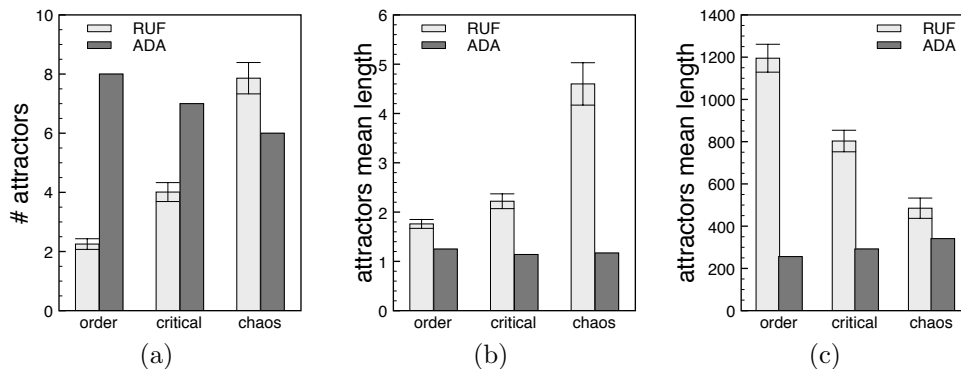 # attractors
10
8
6
4
2
0
RUF
ADA
order critical chaos
(a)
attractors mean length
6
5
4
3
2
1
0
RUF
ADA
order critical chaos
(b)
attractors mean length
1400
1200
1000
800
600
400
200
0
RUF
ADA
order critical chaos
(c)